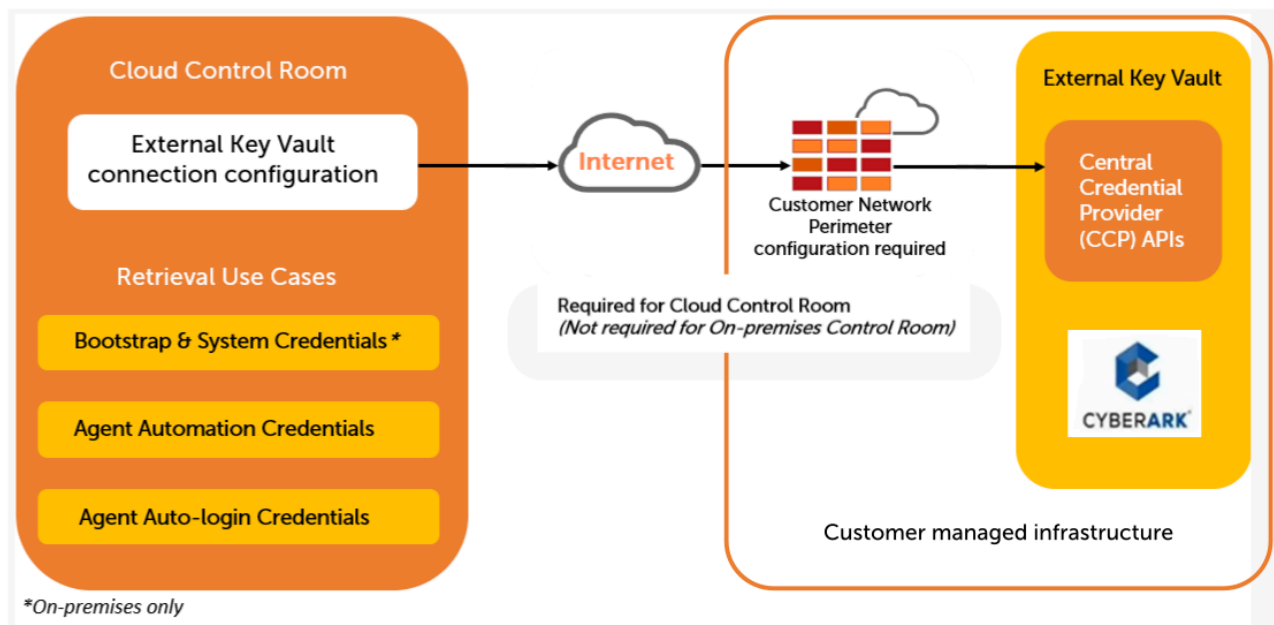 Cloud Control Room
External Key Vault
connection configuration
Retrieval Use Cases
Bootstrap & System Credentials*
Agent Automation Credentials
Agent Auto-login Credentials
*On-premises only
Internet
Customer Network
Perimeter
configuration required
Required for Cloud Control Room
(Not required for On-premises Control Room)
External Key Vault
Central
Credential
Provider
(CCP) APIs
CYBERARK®
Customer managed infrastructure